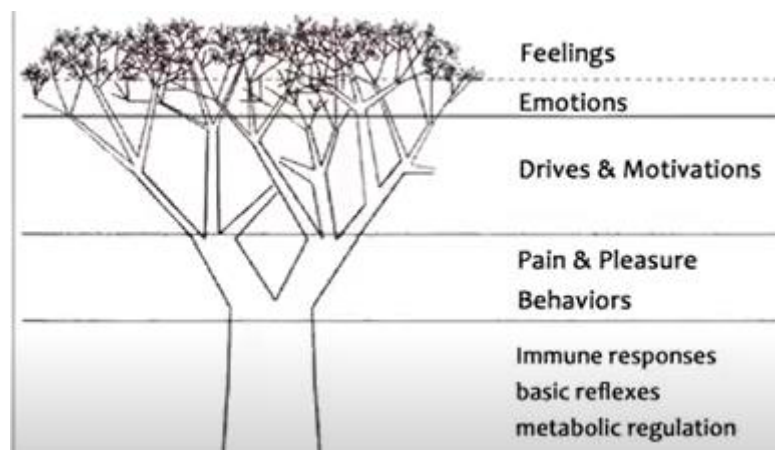 Feelings
Emotions
Drives & Motivations
Pain & Pleasure
Behaviors
Immune responses
basic reflexes
metabolic regulation